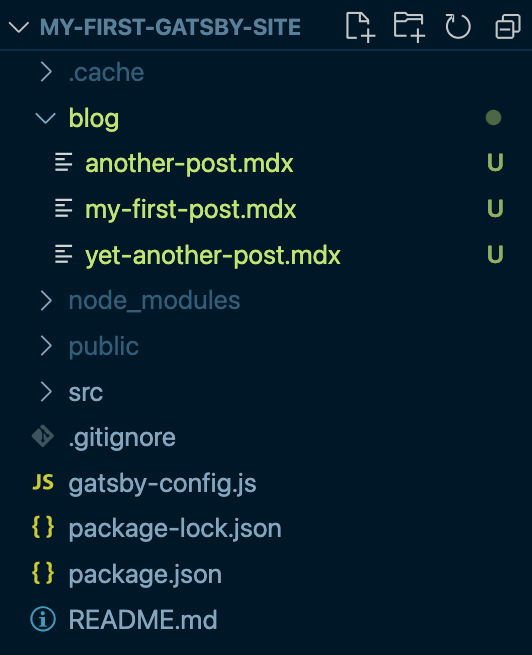 MY-FIRST-GATSBY-SITE
.cache
blog
another-post.mdx U
my-first-post.mdx U
yet-another-post.mdx U
node_modules
public
src
.gitignore
JS gatsby-config.js
{} package-lock.json
{} package.json
README.md